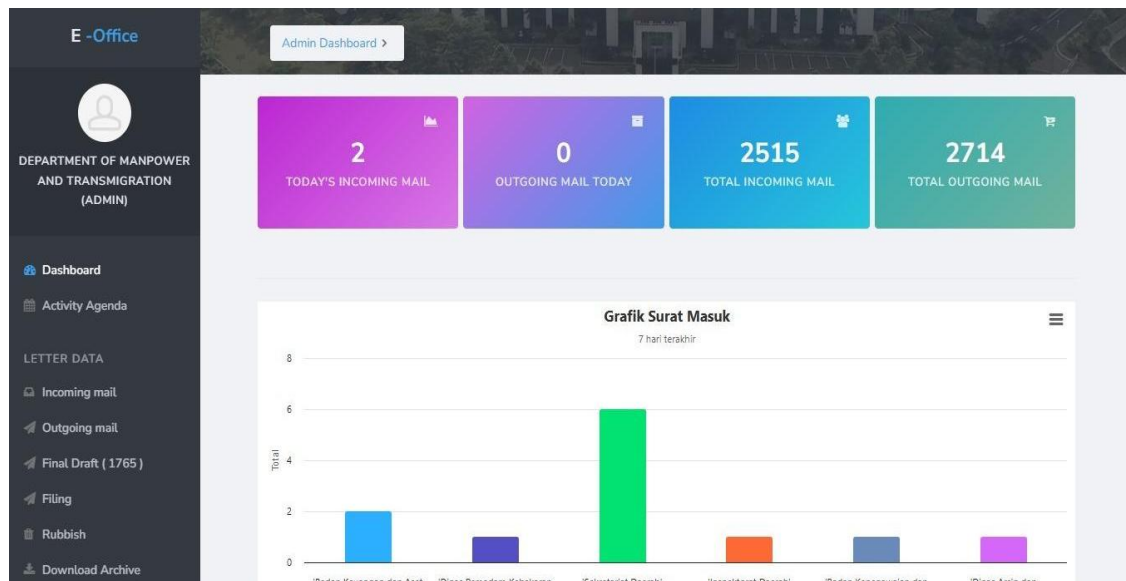 E -Office
Admin Dashboard >
DEPARTMENT OF MANPOWER
AND TRANSMIGRATION
(ADMIN)
Dashboard
Activity Agenda
LETTER DATA
Incoming mail
Outgoing mail
Final Draft ( 1765 )
Filing
Rubbish
Download Archive
2
TODAY'S INCOMING MAIL
0
OUTGOING MAIL TODAY
2515
TOTAL INCOMING MAIL
2714
TOTAL OUTGOING MAIL
Grafik Surat Masuk
7 hari terakhir
Total
8
6
4
2
0